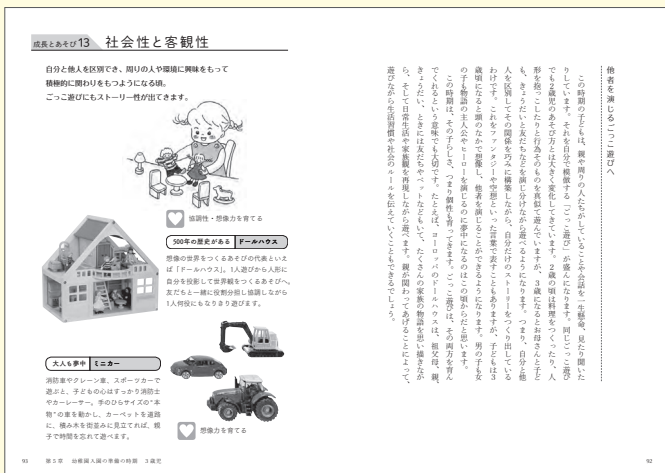 他者を演じるごっこ遊びへ
この時期の子どもは、親や周りの人たちがしていることや会話を一生懸命、見たり聞いた
りしています。それを自分で模倣する「ごっこ遊び」が盛んになります。同じごっこ遊び
でも2歳児のあそび方とは大きく変化してきています。2歳の頃は料理をつくったり、人
形を抱っこしたりと行為そのものを真似て遊んでいますが、3歳になるとお母さんと子ど
も、きょうだいと友だちなどを演じ分けながら遊べるようになります。つまり、自分と他
人を区別してその関係を巧みに構築しながら、自分だけのストーリーをつくり出している
わけです。これをファンタジーや空想といった言葉で表すこともありますが、子どもは3
歳頃になると頭のなかで想像し、他者を演じることができるようになります。男の子も女
の子も物語の主人公やヒーローを演じるのに夢中になるのはこの頃からだと思います。
この時期は、その子らしさ、つまり個性も育ってきます。ごっこ遊びは、その両方を育ん
でくれるという意味でも大切です。たとえば、ヨーロッパのドールハウスは、祖父母、親、
きょうだい、ときには友だちやペットなどもいて、たくさんの家族の物語を思い描きなが
ら、そして日常生活や家族観を再現しながら遊べます。親が関わってあげることによって、
遊びながら生活習慣や社会のルールを伝えていくこともできるでしょう。
92
成長とあそび13 社会性と客観性
自分と他人を区別でき、周りの人や環境に興味をもって
積極的に関わりをもつようになる頃。
ごっこ遊びにもストーリー性が出てきます。
協調性・想像力を育てる
500年の歴史がある ドールハウス
想像の世界をつくるあそびの代表といえ
ば「ドールハウス」。1人遊びから人形に
自分を投影して世界観をつくるあそびへ。
友だちと一緒に役割分担し協調しながら
1人何役にもなりきり遊びます。
大人も夢中 ミニカー
消防車やクレーン車、スポーツカーで
遊ぶと、子どもの心はすっかり消防士
やカーレーサー。手のひらサイズの“本
物”の車を動かし、カーペットを道路
に、積み木を街並みに見立てれば、親
子で時間を忘れて遊べます。
想像力を育てる
93 第5章 幼稚園入園の準備の時期 3歳児